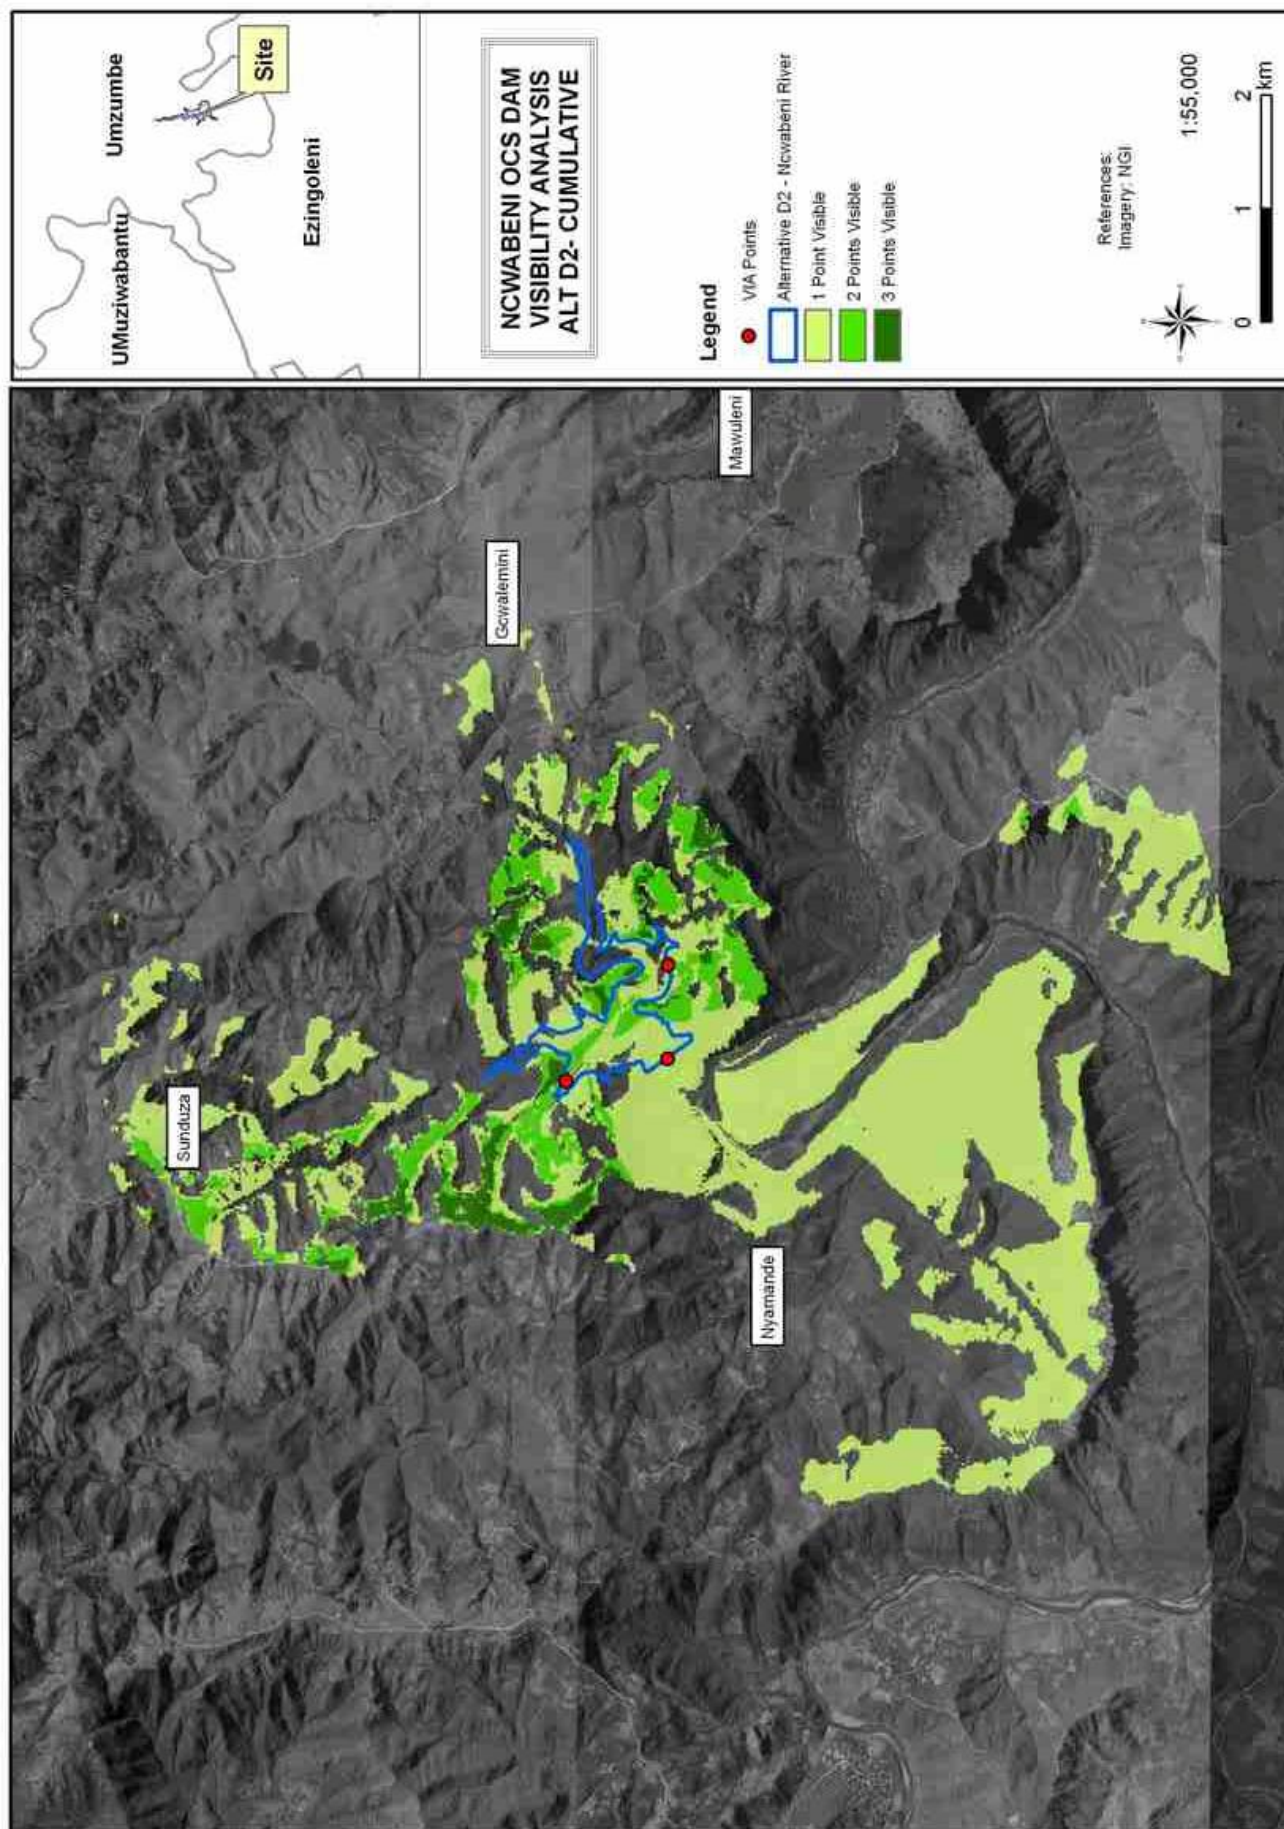 UMuziwabantu
Umzumbe
Ezingoleni
Site
NCWABENI OCS DAM
VISIBILITY ANALYSIS
ALT D2- CUMULATIVE
Legend
VIA Points
Alternative D2 - Ncwabeni River
1 Point Visible
2 Points Visible
3 Points Visible
References:
Imagery: NGI
1:55,000
0 1 2
km
Sunduza
Gcwalemini
Mawuleni
Nyamande